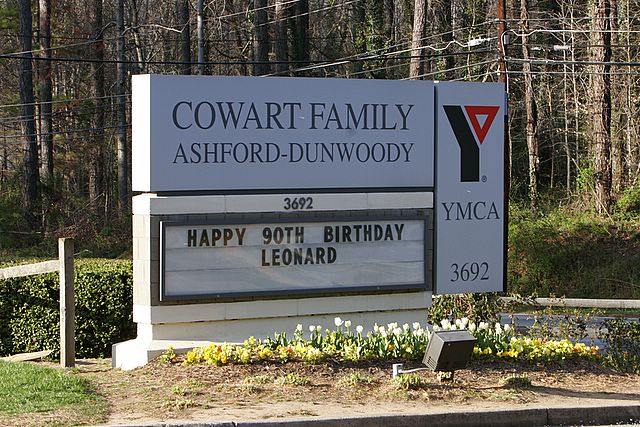 COWART FAMILY
ASHFORD-DUNWOODY
3692
HAPPY 90TH BIRTHDAY
LEONARD
Y
YMCA
3692